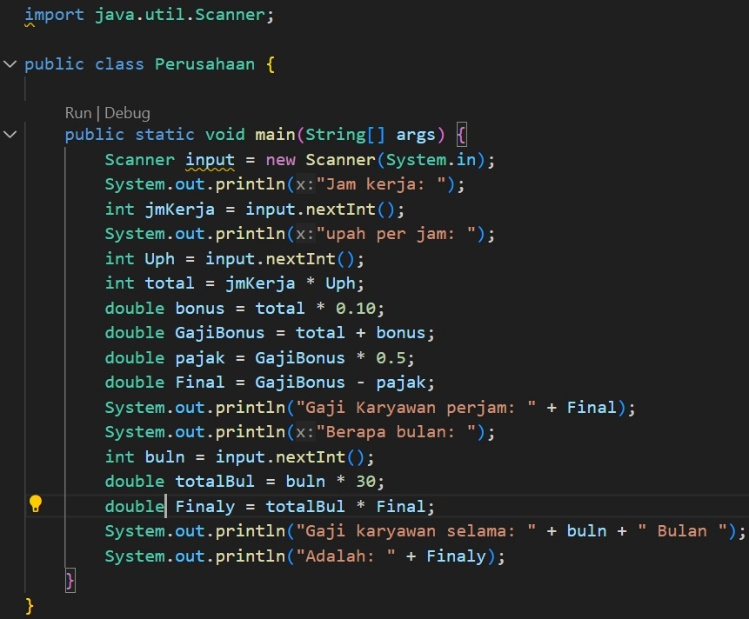 import java.util.Scanner;
public class Perusahaan {
Run | Debug
public static void main(String[] args) {
Scanner input = new Scanner(System.in);
System.out.println(x:"Jam kerja: ");
int jmKerja = input.nextInt();
System.out.println(x:"upah per jam: ");
int Uph = input.nextInt();
int total = jmKerja * Uph;
double bonus = total * 0.10;
double GajiBonus = total + bonus;
double pajak = GajiBonus * 0.5;
double Final = GajiBonus - pajak;
System.out.println("Gaji Karyawan perjam: " + Final);
System.out.println(x:"Berapa bulan: ");
int buln = input.nextInt();
double totalBul = buln * 30;
double Finaly = totalBul * Final;
System.out.println("Gaji karyawan selama: " + buln + " Bulan ");
System.out.println("Adalah: " + Finaly);
}
}